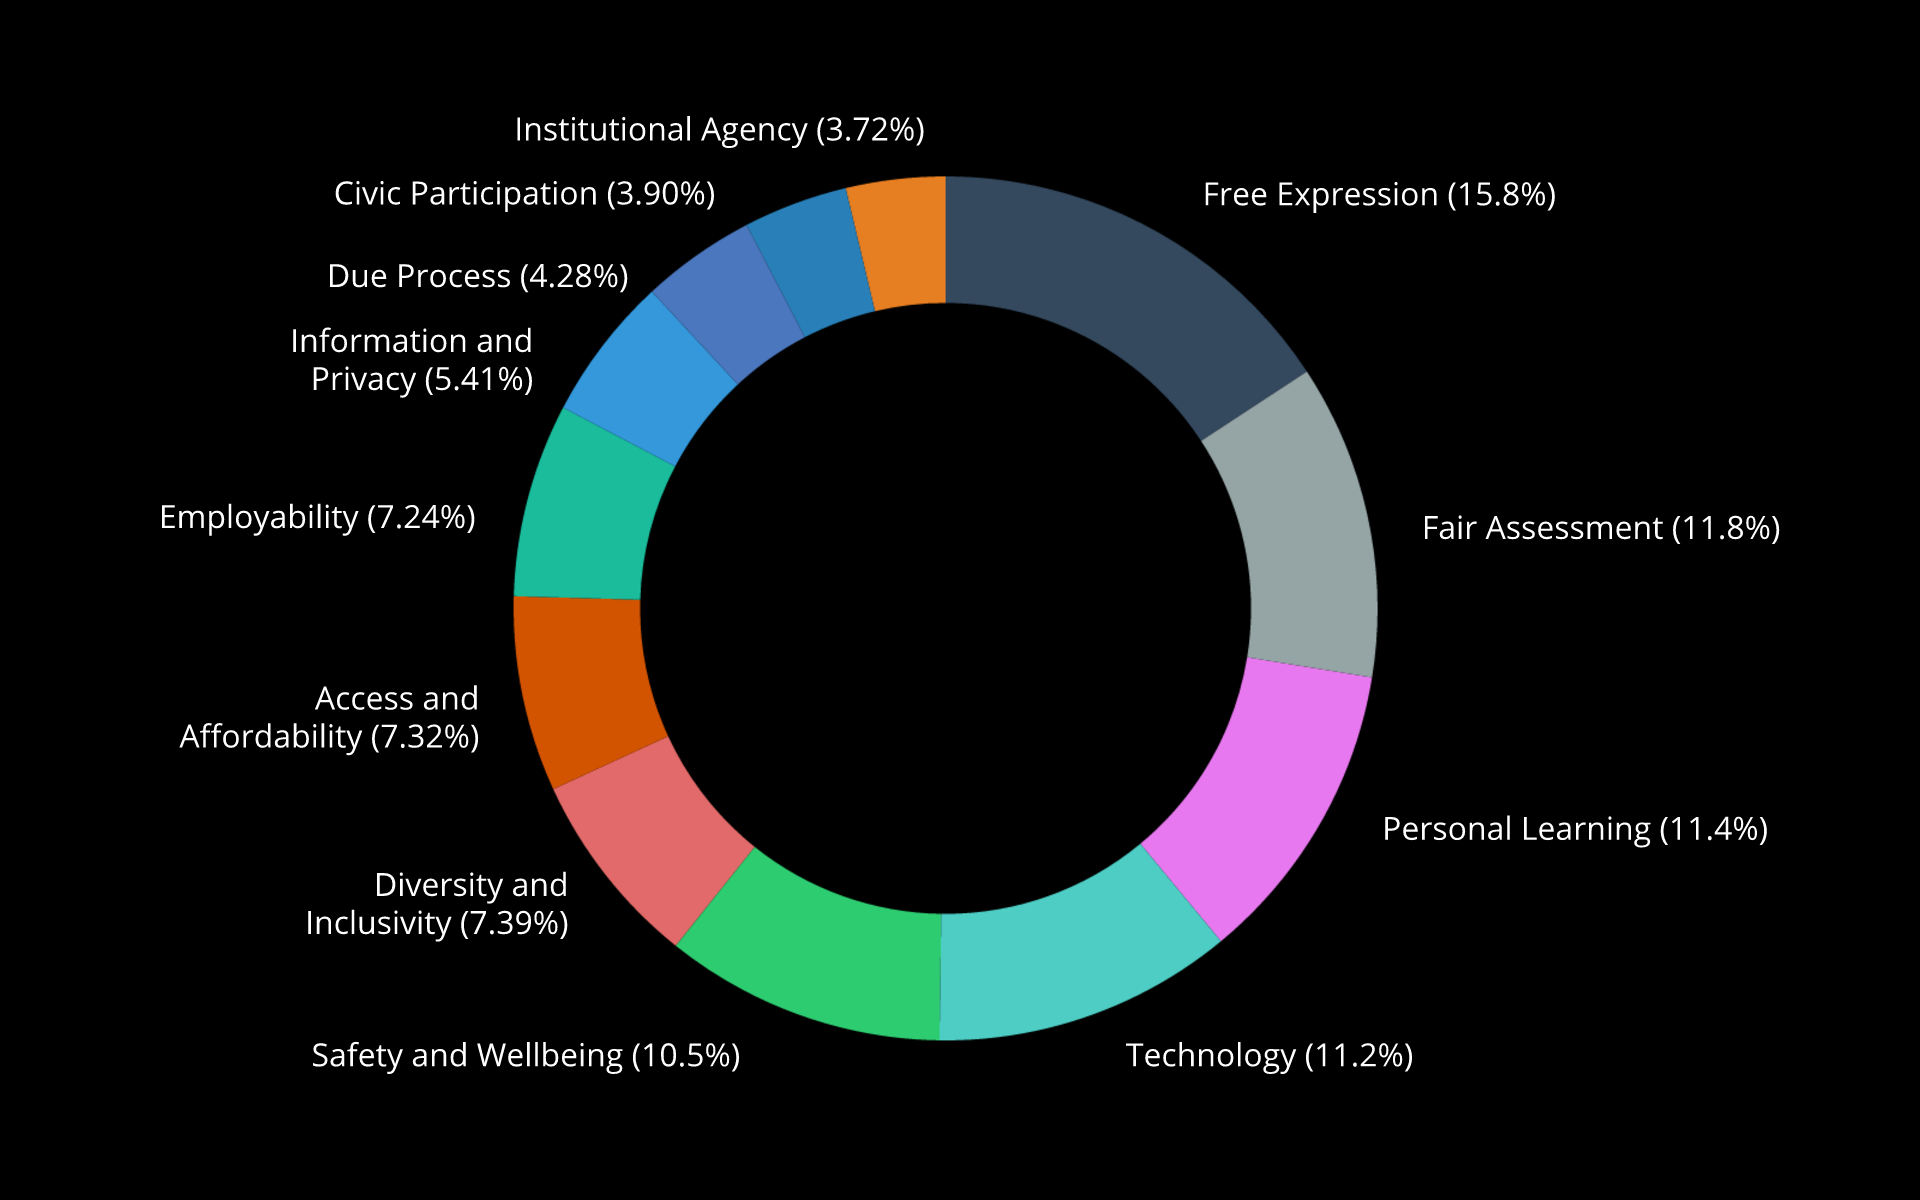 Institutional Agency (3.72%)
Civic Participation (3.90%)
Free Expression (15.8%)
Due Process (4.28%)
Information and
Privacy (5.41%)
Employability (7.24%)
Fair Assessment (11.8%)
Access and
Affordability (7.32%)
Personal Learning (11.4%)
Diversity and
Inclusivity (7.39%)
Safety and Wellbeing (10.5%)
Technology (11.2%)